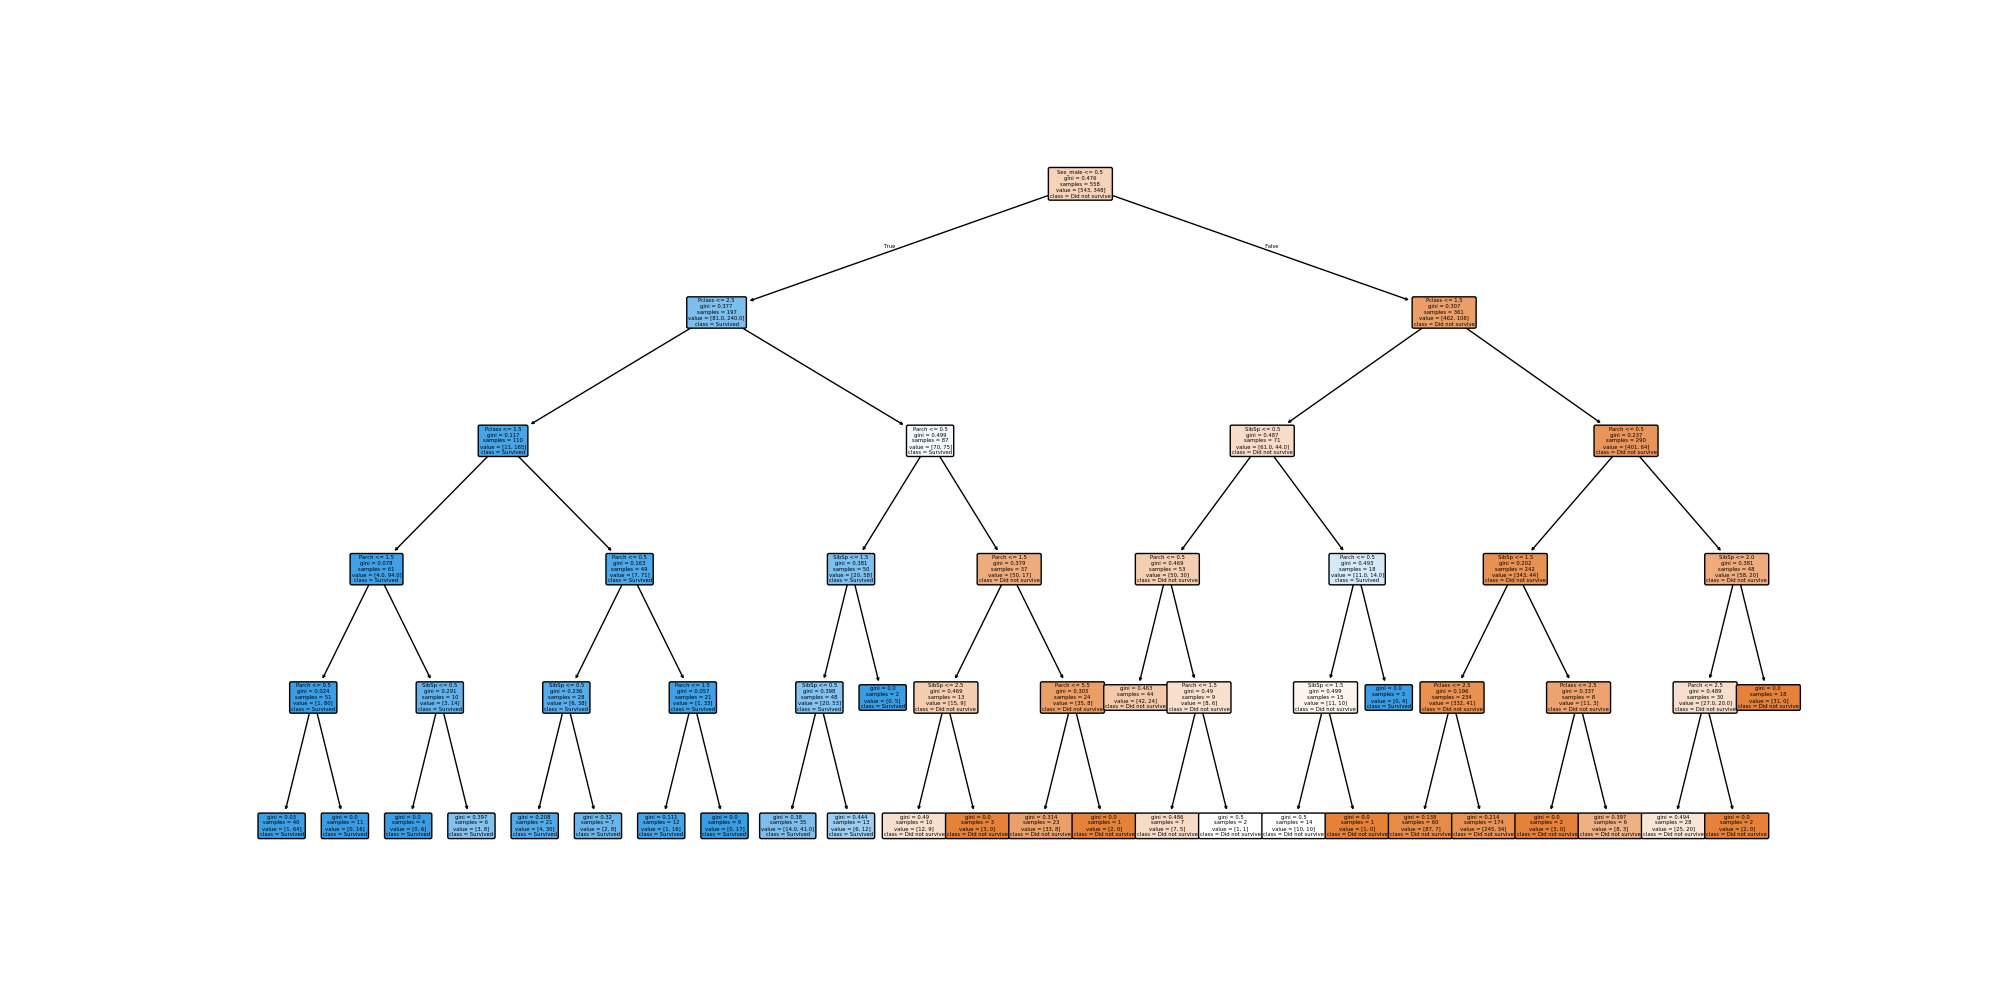 Sex_male <= 0.5
gini = 0.476
samples = 558
value = [543, 348]
class = Did not survive
True
False
Pclass <= 2.5
gini = 0.377
samples = 197
value = [81.0, 240.0]
class = Survived
Pclass <= 1.5
gini = 0.307
samples = 361
value = [462, 108]
class = Did not survive
Pclass <= 1.5
gini = 0.117
samples = 110
value = [11, 165]
class = Survived
Parch <= 0.5
gini = 0.499
samples = 87
value = [70, 75]
class = Survived
SibSp <= 0.5
gini = 0.487
samples = 71
value = [61.0, 44.0]
class = Did not survive
Parch <= 0.5
gini = 0.237
samples = 290
value = [401, 64]
class = Did not survive
Parch <= 1.5
gini = 0.078
samples = 61
value = [4.0, 94.0]
class = Survived
Parch <= 0.5
gini = 0.163
samples = 49
value = [7, 71]
class = Survived
SibSp <= 1.5
gini = 0.381
samples = 50
value = [20, 58]
class = Survived
Parch <= 1.5
gini = 0.379
samples = 37
value = [50, 17]
class = Did not survive
Parch <= 0.5
gini = 0.469
samples = 53
value = [50, 30]
class = Did not survive
Parch <= 0.5
gini = 0.493
samples = 18
value = [11.0, 14.0]
class = Survived
SibSp <= 1.5
gini = 0.202
samples = 242
value = [343, 44]
class = Did not survive
SibSp <= 2.0
gini = 0.381
samples = 48
value = [58, 20]
class = Did not survive
Parch <= 0.5
gini = 0.024
samples = 51
value = [1, 80]
class = Survived
SibSp <= 0.5
gini = 0.291
samples = 10
value = [3, 14]
class = Survived
SibSp <= 0.5
gini = 0.236
samples = 28
value = [6, 38]
class = Survived
Parch <= 1.5
gini = 0.057
samples = 21
value = [1, 33]
class = Survived
SibSp <= 0.5
gini = 0.398
samples = 48
value = [20, 53]
class = Survived
gini = 0.0
samples = 2
value = [0, 5]
class = Survived
SibSp <= 2.5
gini = 0.469
samples = 13
value = [15, 9]
class = Did not survive
Parch <= 5.5
gini = 0.303
samples = 24
value = [35, 8]
class = Did not survive
gini = 0.463
samples = 44
value = [42, 24]
class = Did not survive
Parch <= 1.5
gini = 0.49
samples = 9
value = [8, 6]
class = Did not survive
SibSp <= 1.5
gini = 0.499
samples = 15
value = [11, 10]
class = Did not survive
gini = 0.0
samples = 3
value = [0, 4]
class = Survived
Pclass <= 2.5
gini = 0.196
samples = 234
value = [332, 41]
class = Did not survive
Pclass <= 2.5
gini = 0.337
samples = 8
value = [11, 3]
class = Did not survive
Parch <= 2.5
gini = 0.489
samples = 30
value = [27.0, 20.0]
class = Did not survive
gini = 0.0
samples = 18
value = [31, 0]
class = Did not survive
gini = 0.03
samples = 40
value = [1, 64]
class = Survived
gini = 0.0
samples = 11
value = [0, 16]
class = Survived
gini = 0.0
samples = 4
value = [0, 6]
class = Survived
gini = 0.397
samples = 6
value = [3, 8]
class = Survived
gini = 0.208
samples = 21
value = [4, 30]
class = Survived
gini = 0.32
samples = 7
value = [2, 8]
class = Survived
gini = 0.111
samples = 12
value = [1, 16]
class = Survived
gini = 0.0
samples = 9
value = [0, 17]
class = Survived
gini = 0.38
samples = 35
value = [14.0, 41.0]
class = Survived
gini = 0.444
samples = 13
value = [6, 12]
class = Survived
gini = 0.49
samples = 10
value = [12, 9]
class = Did not survive
gini = 0.0
samples = 3
value = [3, 0]
class = Did not survive
gini = 0.314
samples = 23
value = [33, 8]
class = Did not survive
gini = 0.0
samples = 1
value = [2, 0]
class = Did not survive
gini = 0.486
samples = 7
value = [7, 5]
class = Did not survive
gini = 0.5
samples = 2
value = [1, 1]
class = Did not survive
gini = 0.5
samples = 14
value = [10, 10]
class = Did not survive
gini = 0.0
samples = 1
value = [1, 0]
class = Did not survive
gini = 0.138
samples = 60
value = [87, 7]
class = Did not survive
gini = 0.214
samples = 174
value = [245, 34]
class = Did not survive
gini = 0.0
samples = 2
value = [3, 0]
class = Did not survive
gini = 0.397
samples = 6
value = [8, 3]
class = Did not survive
gini = 0.494
samples = 28
value = [25, 20]
class = Did not survive
gini = 0.0
samples = 2
value = [2, 0]
class = Did not survive